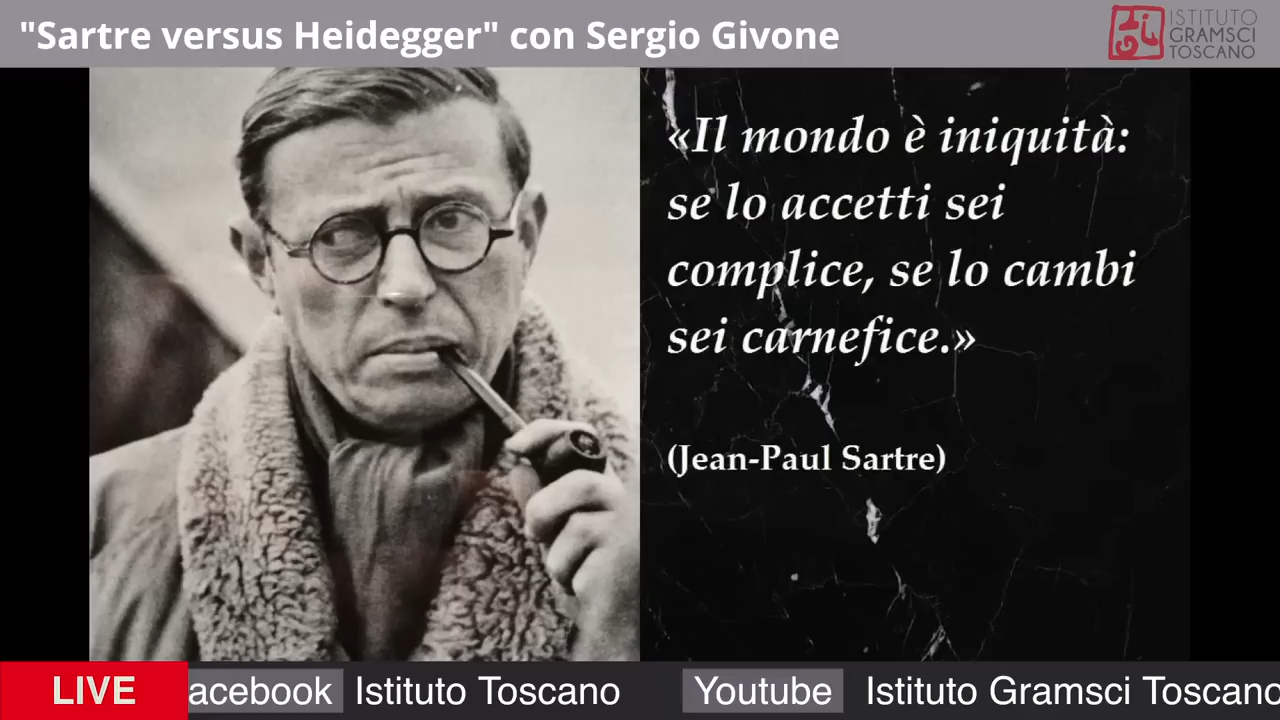 "Sartre versus Heidegger" con Sergio Givone
ISTITUTO
GRAMSCI
TOSCANO
«Il mondo è iniquità:
se lo accetti sei
complice, se lo cambi
sei carnefice.»
(Jean-Paul Sartre)
LIVE acebook Istituto Toscano Youtube Istituto Gramsci Toscano